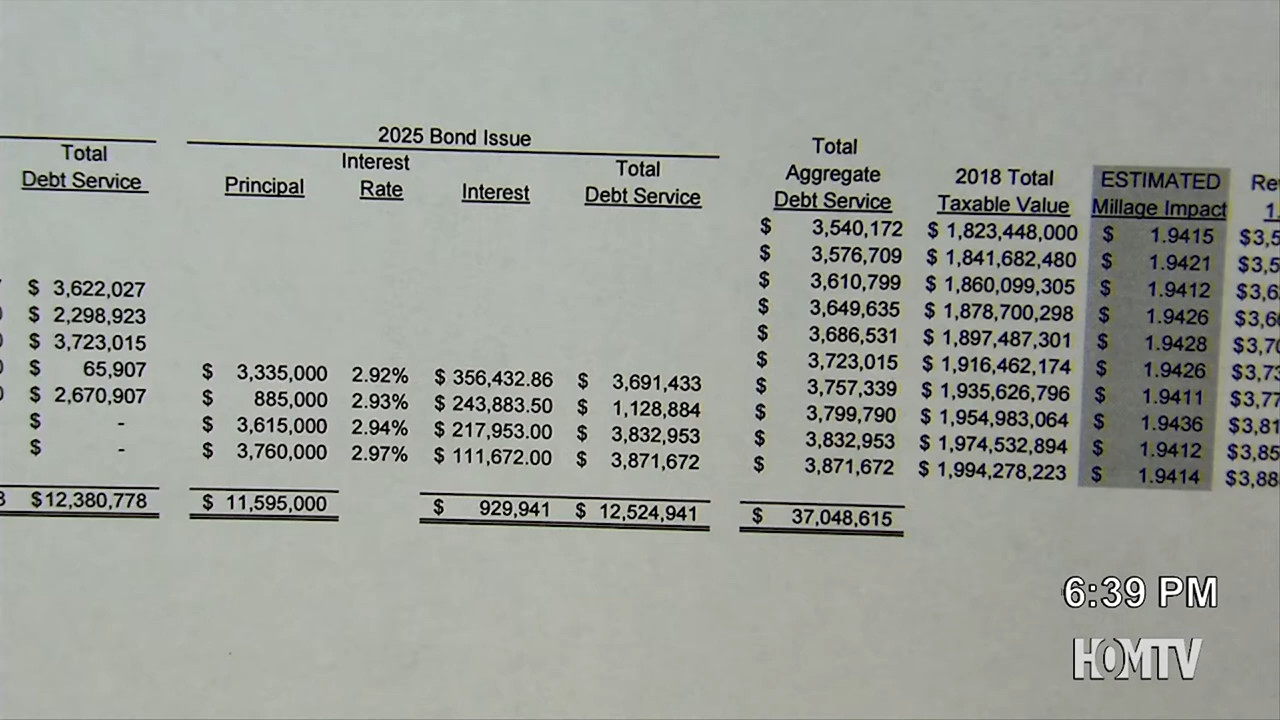 2025 Bond Issue
Total Interest Total Total
Debt Service Principal Rate Interest Debt Service Aggregate Debt Service 2018 Total Taxable Value ESTIMATED Millage Impact
$ 3,540,172 $ 1,823,448,000 $ 1.9415
$ 3,576,709 $ 1,841,682,480 $ 1.9421
$ 3,622,027 $ 3,610,799 $ 1,860,099,305 $ 1.9412
$ 2,298,923 $ 3,649,635 $ 1,878,700,298 $ 1.9426
$ 3,723,015 $ 3,686,531 $ 1,897,487,301 $ 1.9428
$ 65,907 $ 3,335,000 2.92% $ 356,432.86 $ 3,691,433 $ 3,723,015 $ 1,916,462,174 $ 1.9426
$ 2,670,907 $ 885,000 2.93% $ 243,883.50 $ 1,128,884 $ 3,757,339 $ 1,935,626,796 $ 1.9411
$ - $ 3,615,000 2.94% $ 217,953.00 $ 3,832,953 $ 3,799,790 $ 1,954,983,064 $ 1.9436
$ - $ 3,760,000 2.97% $ 111,672.00 $ 3,871,672 $ 3,832,953 $ 1,974,532,894 $ 1.9412
$ 3,871,672 $ 1,994,278,223 $ 1.9414
$12,380,778 $ 11,595,000 $ 929,941 $ 12,524,941 $ 37,048,615
6:39 PM
HOMTV